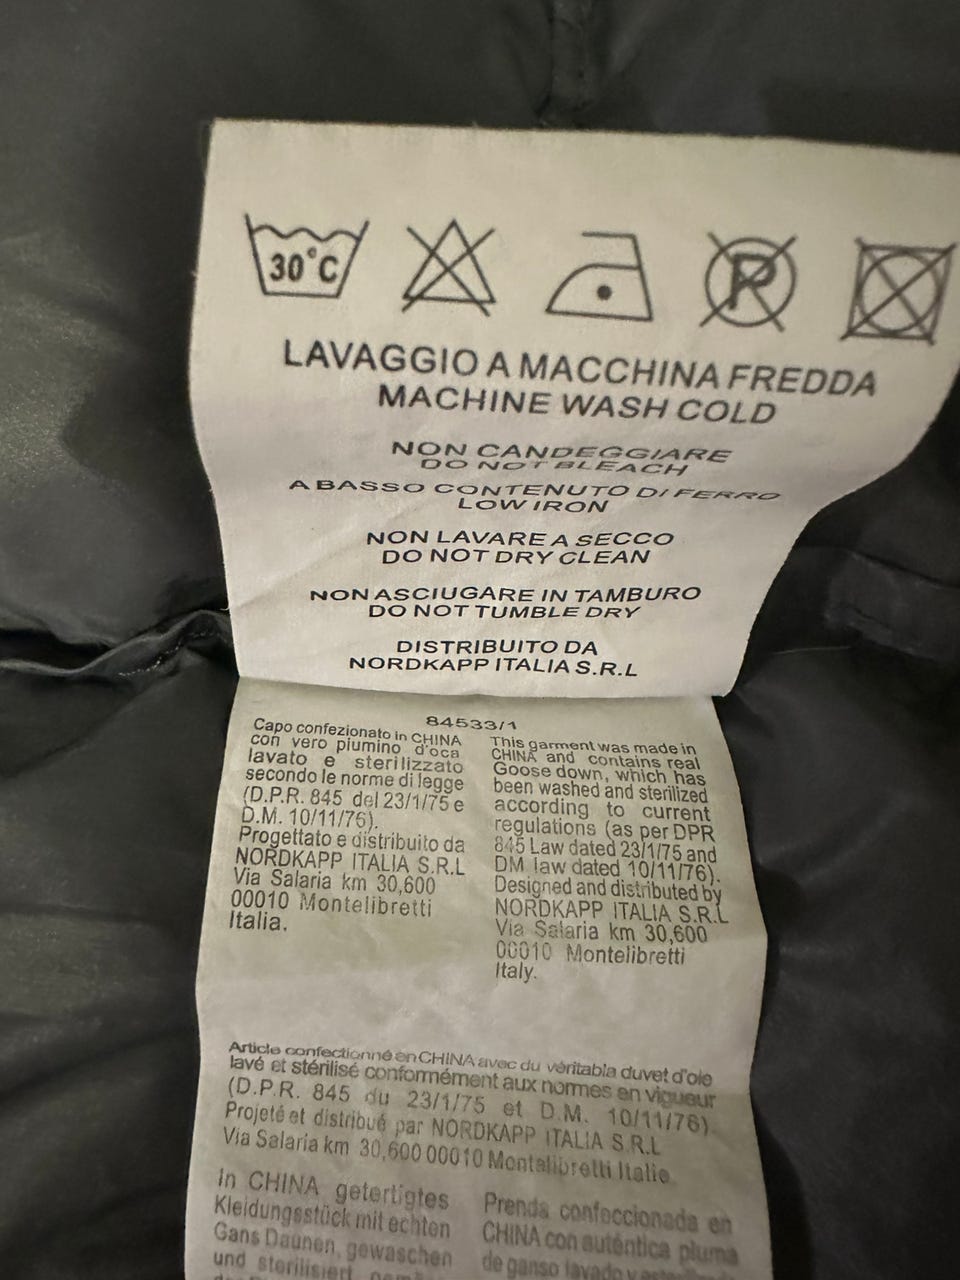 30°C
P
LAVAGGIO A MACCHINA FREDDA
MACHINE WASH COLD
NON CANDEGGIARE
DO NOT BLEACH
A BASSO CONTENUTO DI FERRO
LOW IRON
NON LAVARE A SECCO
DO NOT DRY CLEAN
NON ASCIUGARE IN TAMBURO
DO NOT TUMBLE DRY
DISTRIBUITO DA
NORDKAPP ITALIA S.R.L
84533/1
Capo confezionato in CHINA
con vero piumino d'oca
lavato e sterilizzato
secondo le norme di legge
(D.P.R. 845 del 23/1/75 e
D.M. 10/11/76).
Progettato e distribuito da
NORDKAPP ITALIA S.R.L
Via Salaria km 30,600
00010 Montelibretti
Italia.
This garment was made in
CHINA and contains real
Goose down, which has
been washed and sterilized
according to current
regulations (as per DPR
845 Law dated 23/1/75 and
DM law dated 10/11/76).
Designed and distributed by
NORDKAPP ITALIA S.R.L
Via Salaria km 30,600
00010 Montelibretti
Italy.
Article confectionné en CHINA avec du véritabla duvet d'oie
lavé et stérilisé conformément aux normes en vigueur
(D.P.R. 845 du 23/1/75 et D.M. 10/11/76)
Projeté et distribué par NORDKAPP ITALIA S.R.L
Via Salaria km 30,600 00010 Montalibretti Italie
In CHINA getertigtes
Kleidungsstück mit echten
Gans Daunen, gewaschen
und sterilisiert
Prenda confeccionada en
CHINA con auténtica pluma
de ganso lavado y